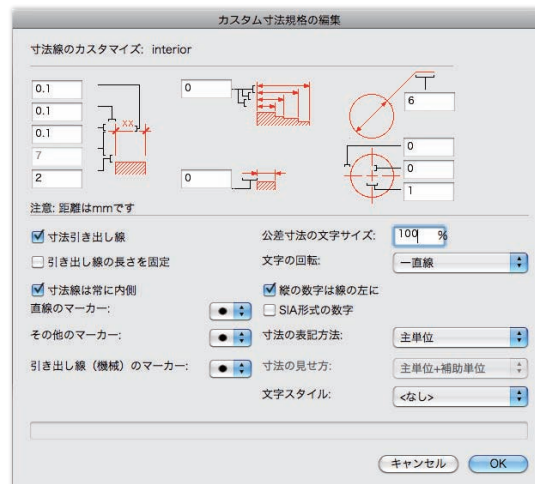 カスタム寸法規格の編集
寸法線のカスタマイズ: interior
0.1
0.1
0.1
7
2
xx
0
0
6
0
0
1
注意: 距離はmmです
寸法引き出し線
公差寸法の文字サイズ: 100 %
引き出し線の長さを固定
文字の回転: 一直線
寸法線は常に内側
縦の数字は線の左に
直線のマーカー:
SIA形式の数字
その他のマーカー:
寸法の表記方法: 主単位
引き出し線（機械）のマーカー:
寸法の見せ方: 主単位+補助単位
文字スタイル: <なし>
キャンセル
OK